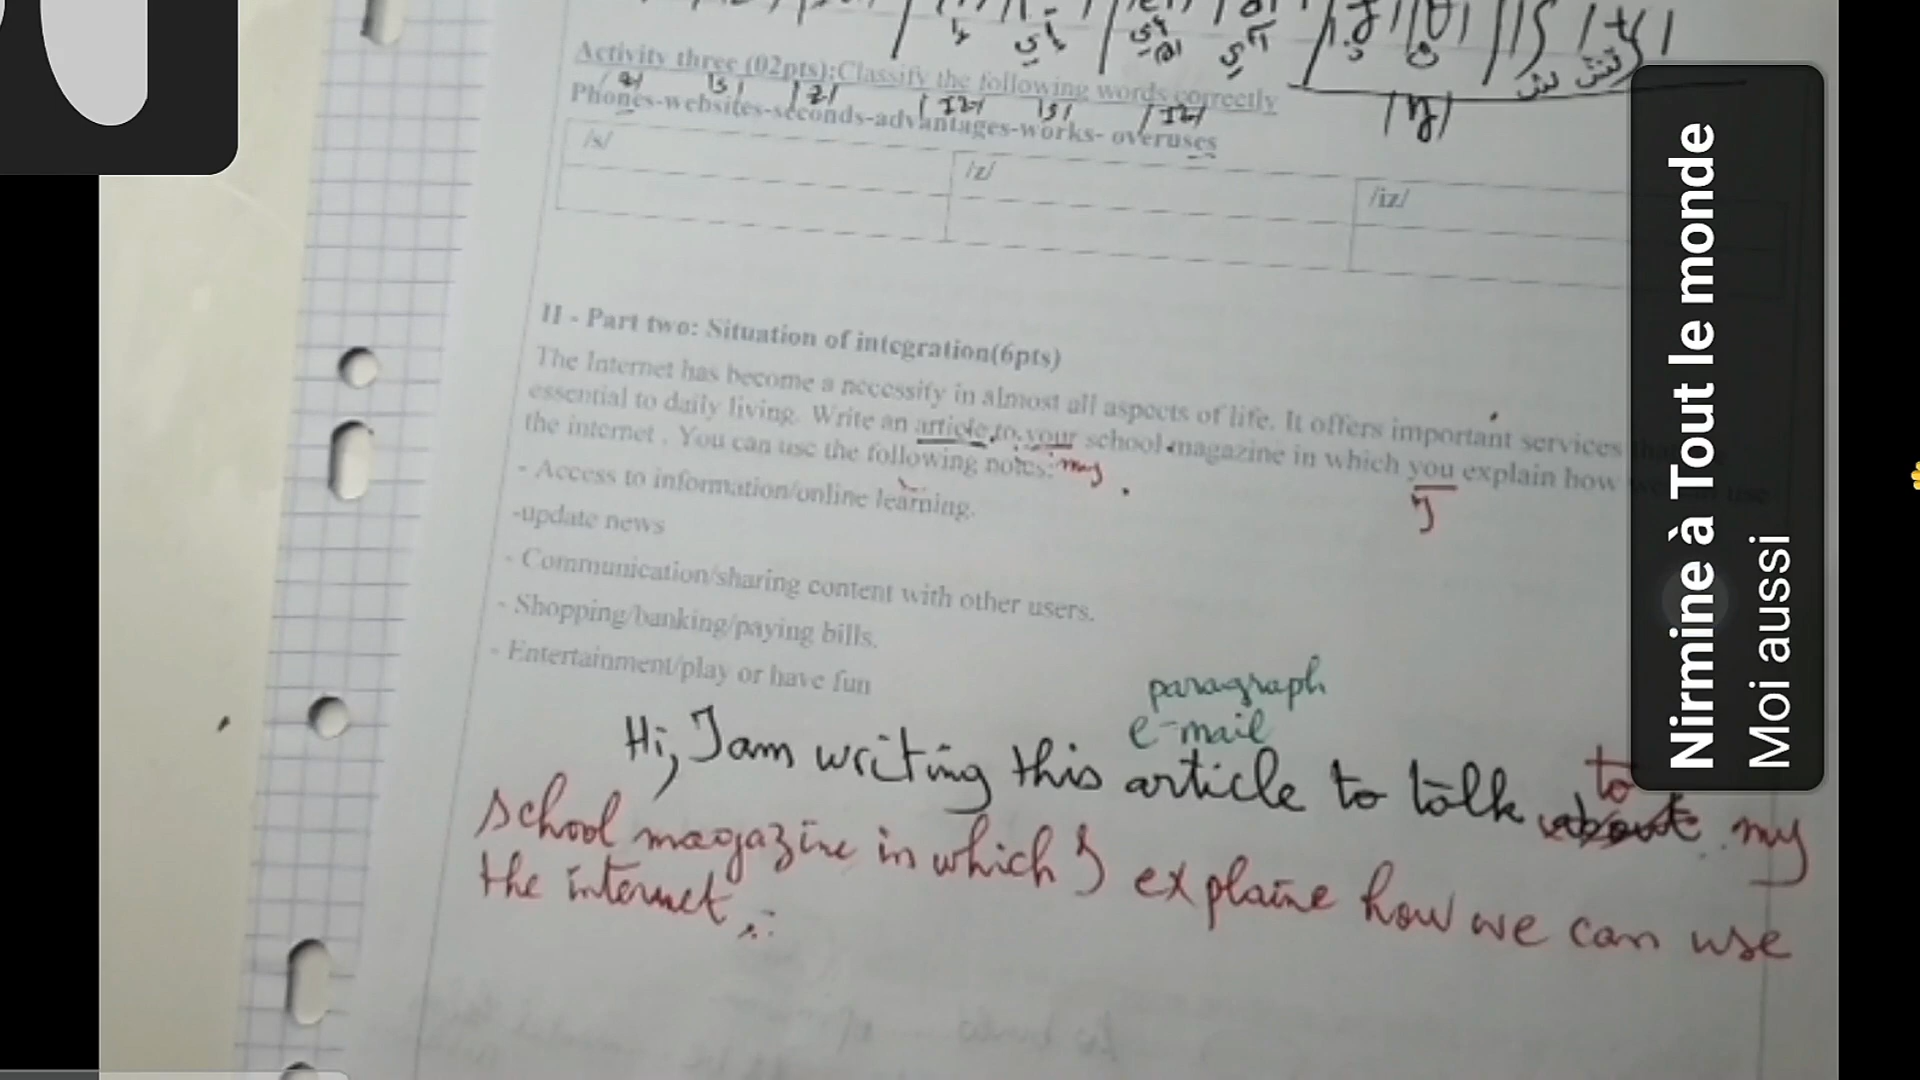 Activity three (02pts):Classify the following words correctly
/z/ /s/ /z/ /Iz/ /s/ /Iz/
Phones-websites-seconds-advantages-works- overuses
/s/ /z/ /iz/
II - Part two: Situation of integration(6pts)
The Internet has become a necessity in almost all aspects of life. It offers important services
essential to daily living. Write an article to your school magazine in which you explain how
the internet . You can use the following notes: my
I
- Access to information/online learning.
-update news
- Communication/sharing content with other users.
- Shopping/banking/paying bills.
- Entertainment/play or have fun
paragraph
e-mail
Hi, I am writing this article to talk about to my
school magazine in which I explaine how we can use
the internet.
Nirmine à Tout le monde
Moi aussi